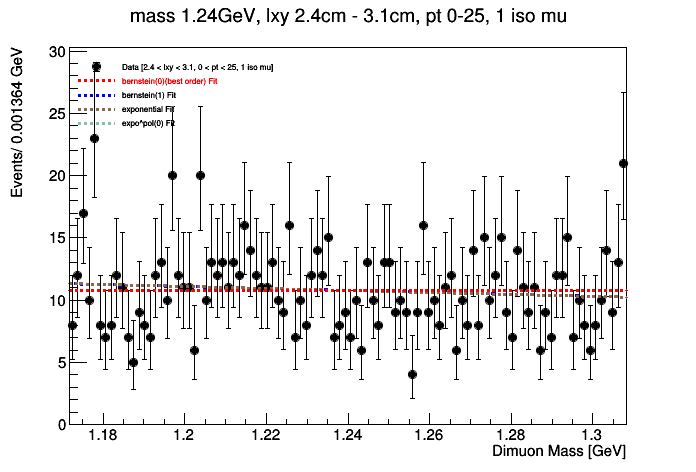 mass 1.24GeV, lxy 2.4cm - 3.1cm, pt 0-25, 1 iso mu
Events/ 0.001364 GeV
30
25
20
15
10
5
0
Data [2.4 < lxy < 3.1, 0 < pt < 25, 1 iso mu]
bernstein(0)(best order) Fit
bernstein(1) Fit
exponential Fit
expo*pol(0) Fit
1.18
1.2
1.22
1.24
1.26
1.28
1.3
Dimuon Mass [GeV]